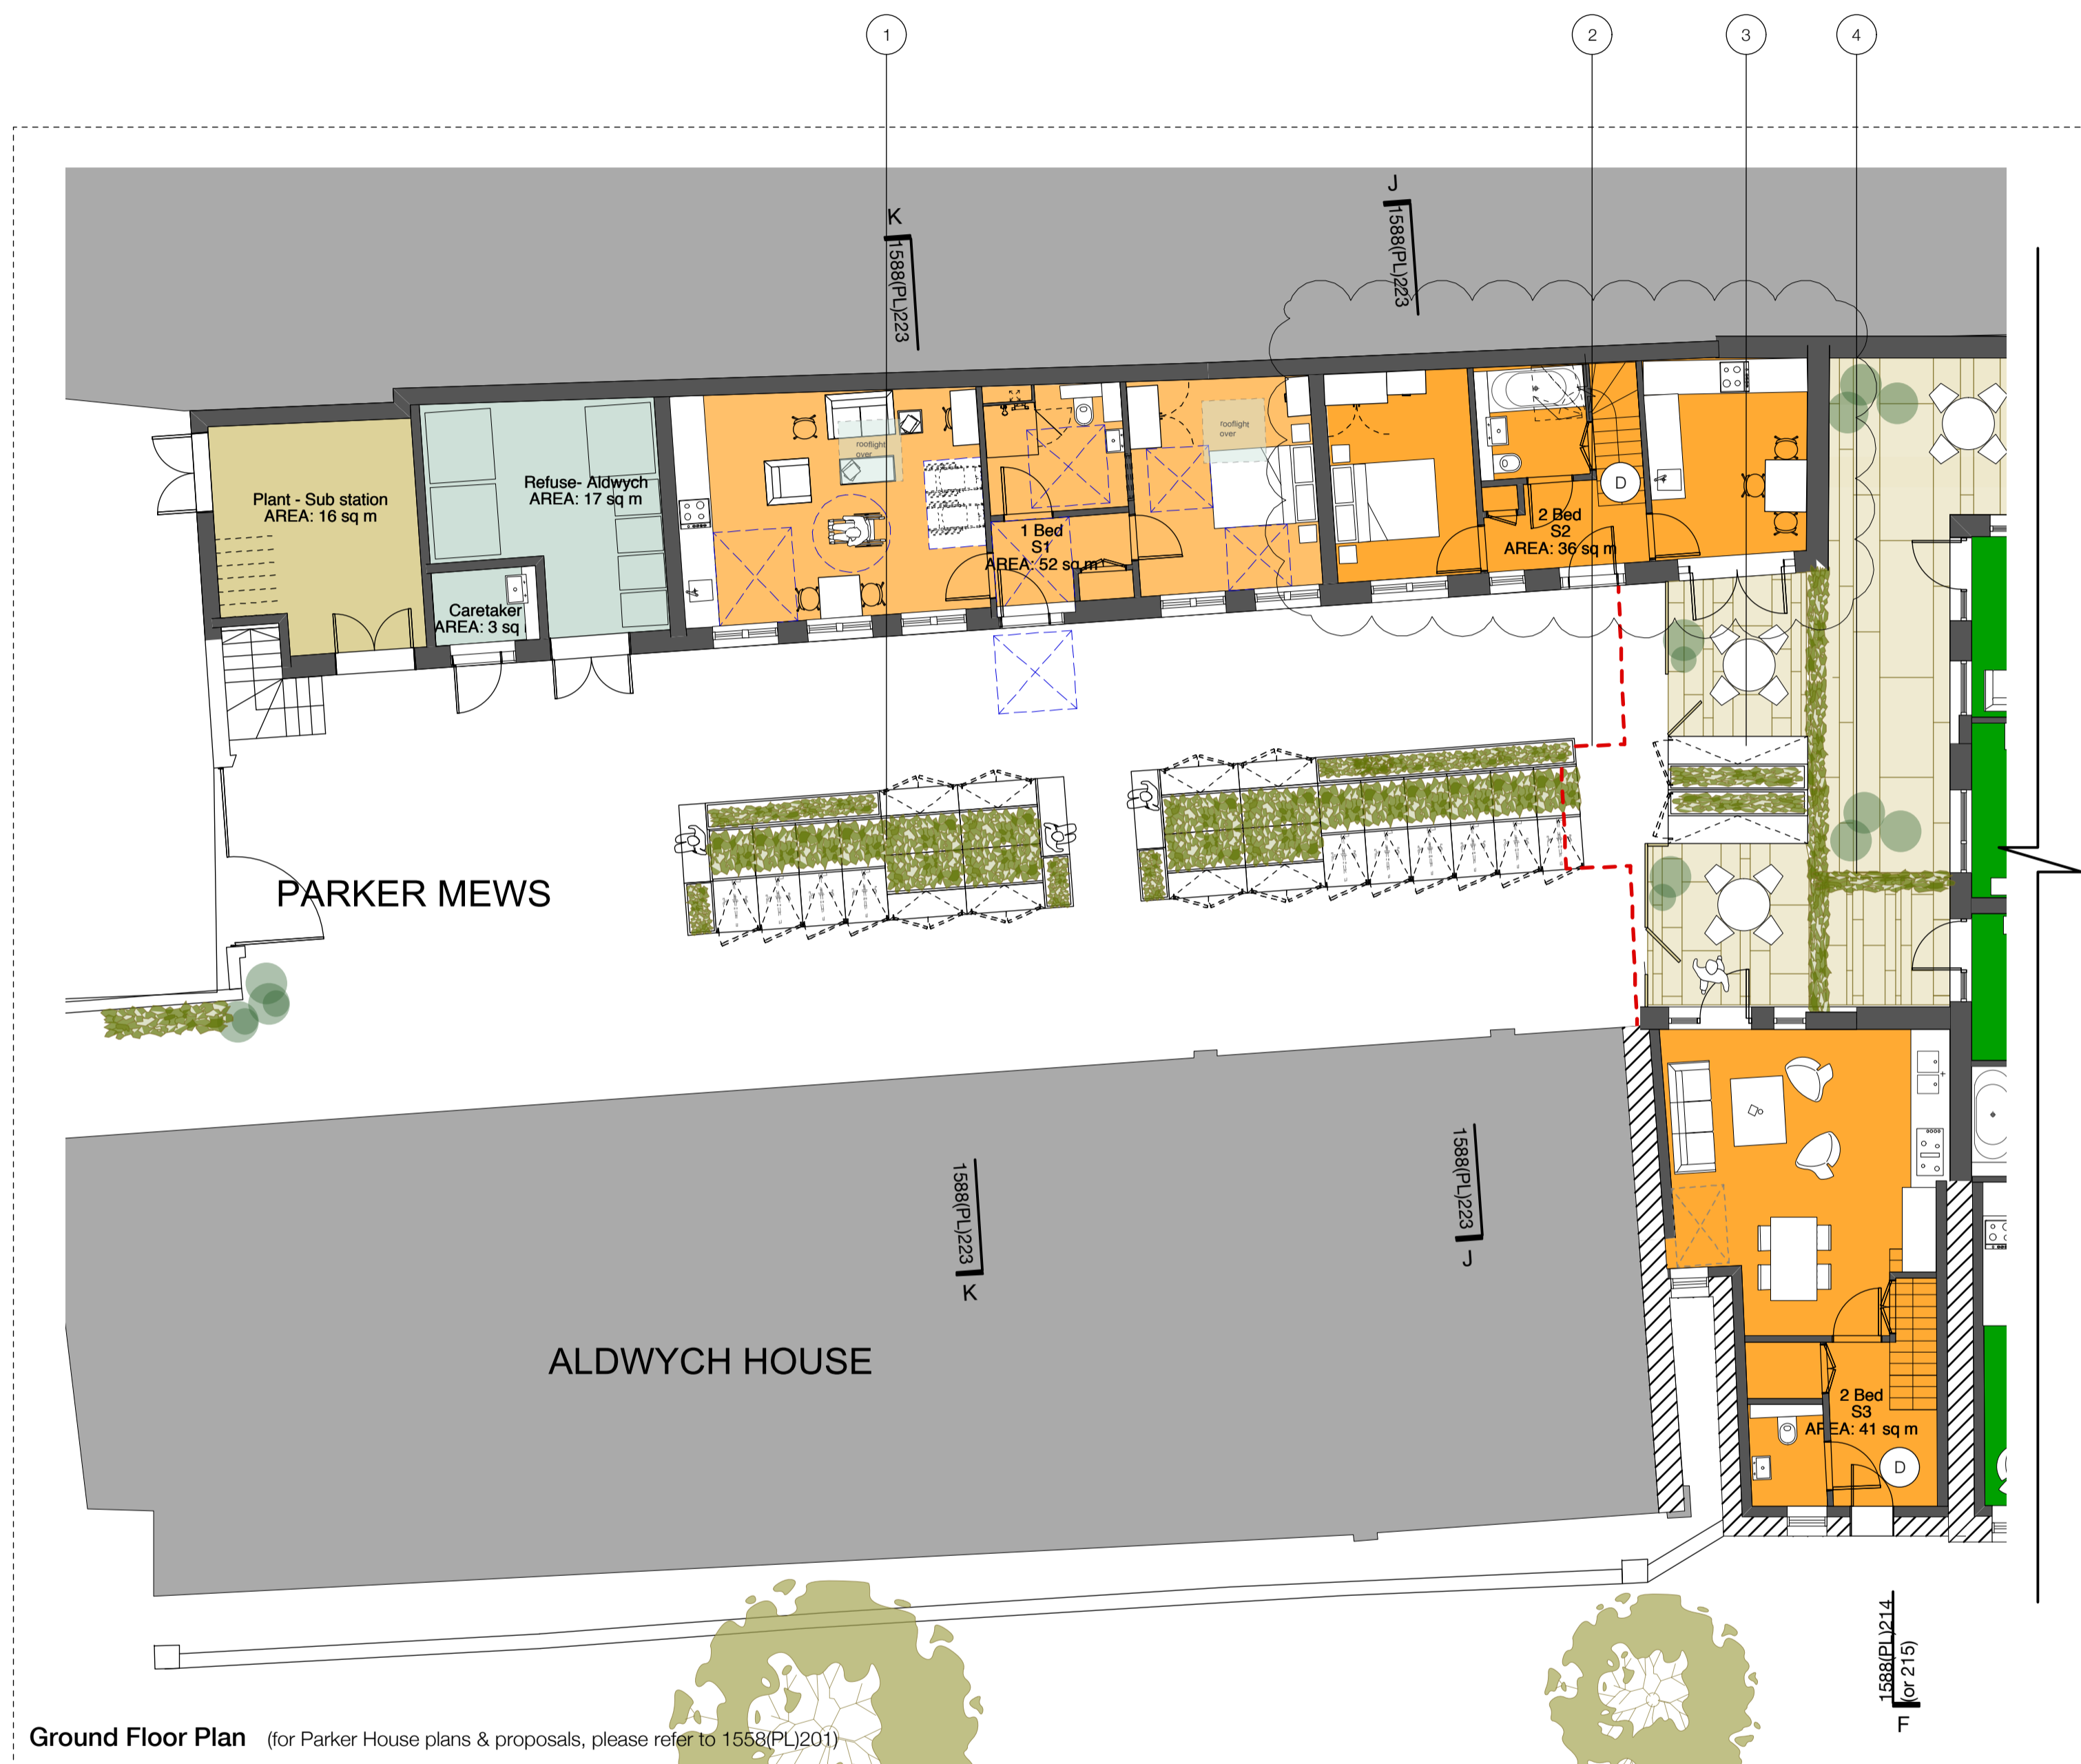 1
2
3
4
J
K
1588(PL)223
1588(PL)223
rooflight
over
rooflight
over
Plant - Sub station
AREA: 16 sq m
Refuse- Aldwych
AREA: 17 sq m
D
1 Bed
S1
AREA: 52 sq m
2 Bed
S2
AREA: 36 sq m
Caretaker
AREA: 3 sq
PARKER MEWS
1588(PL)223
K
1588(PL)223
J
ALDWYCH HOUSE
2 Bed
S3
AREA: 41 sq m
D
1588(PL)214
(or 215)
F
Ground Floor Plan (for Parker House plans & proposals, please refer to 1558(PL)201)